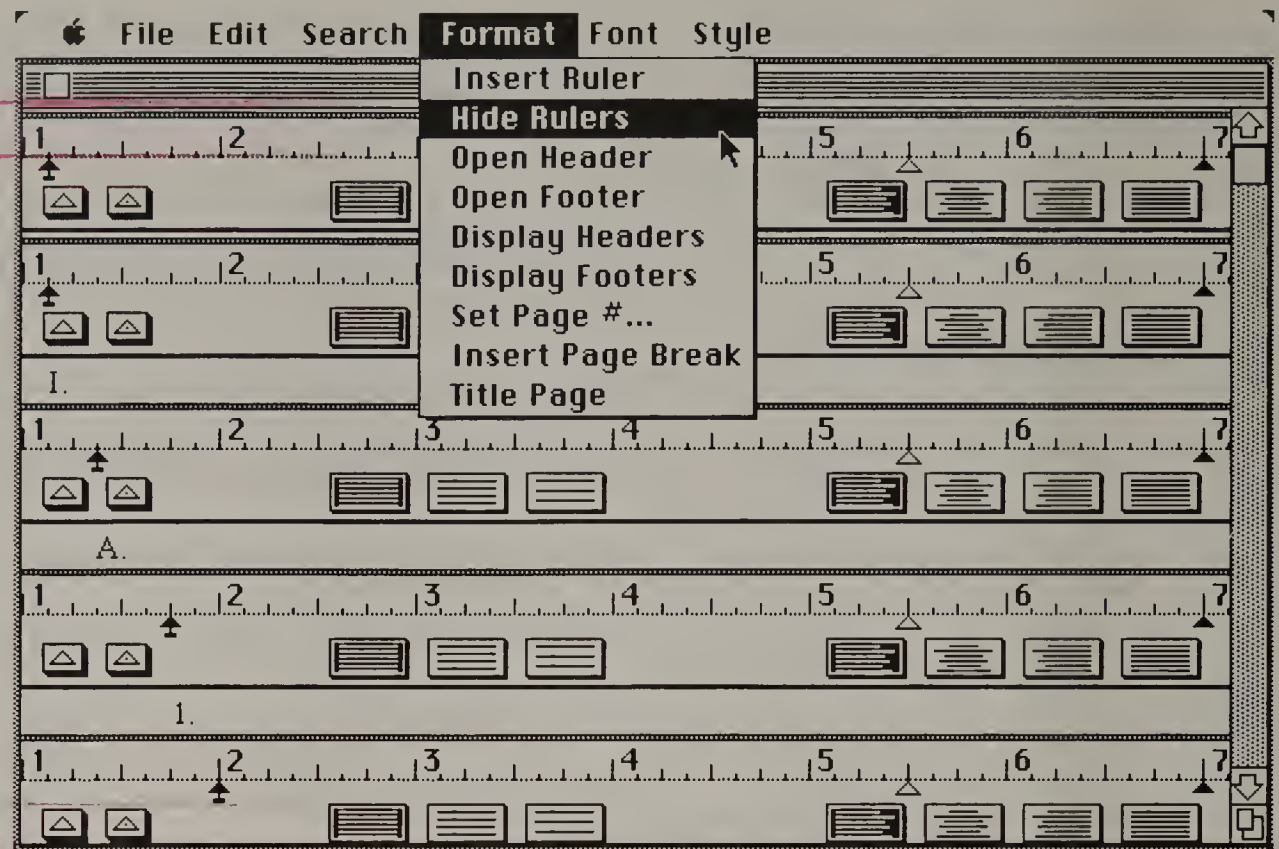 File Edit Search Format Font Style
Insert Ruler
Hide Rulers
Open Header
Open Footer
Display Headers
Display Footers
Set Page #...
Insert Page Break
Title Page
1 2 5 6 7
1 2 5 6 7
I.
1 2 3 4 5 6 7
A.
1 2 3 4 5 6 7
1.
1 2 3 4 5 6 7